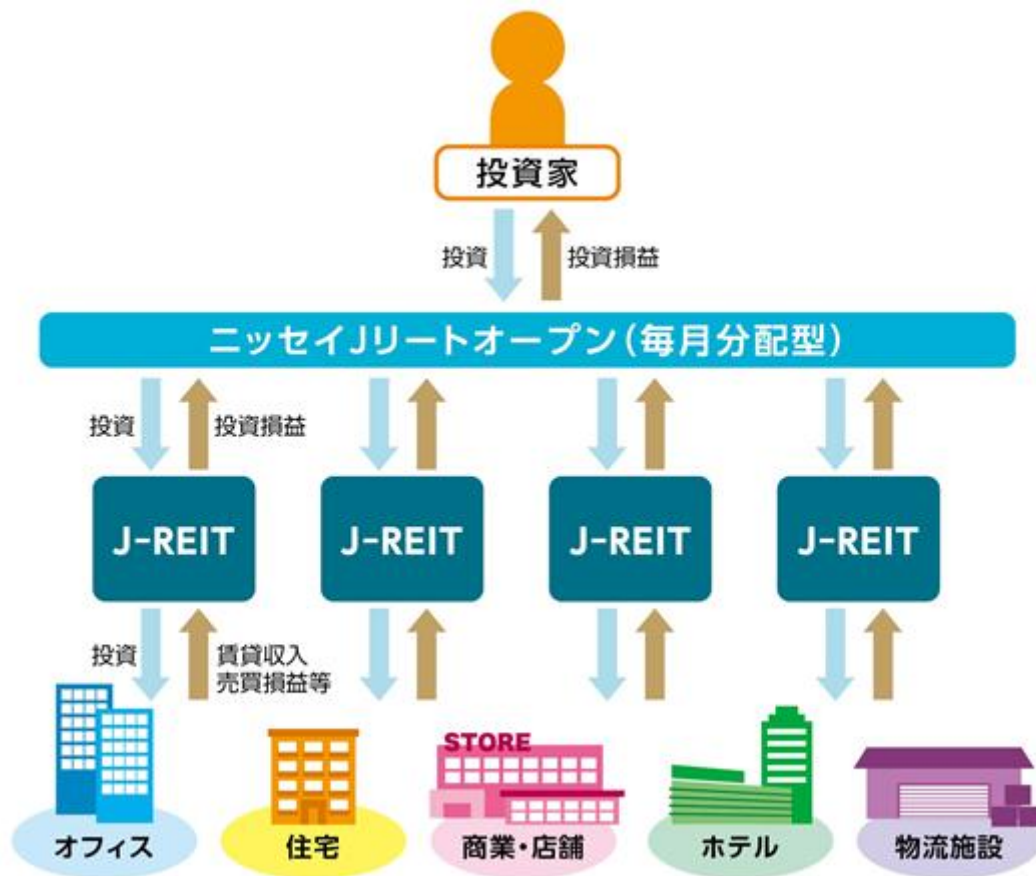 投資家
投資
投資損益
ニッセイJリートオープン(毎月分配型)
投資
投資損益
J-REIT
J-REIT
J-REIT
J-REIT
投資
賃貸収入
売買損益等
STORE
オフィス
住宅
商業・店舗
ホテル
物流施設